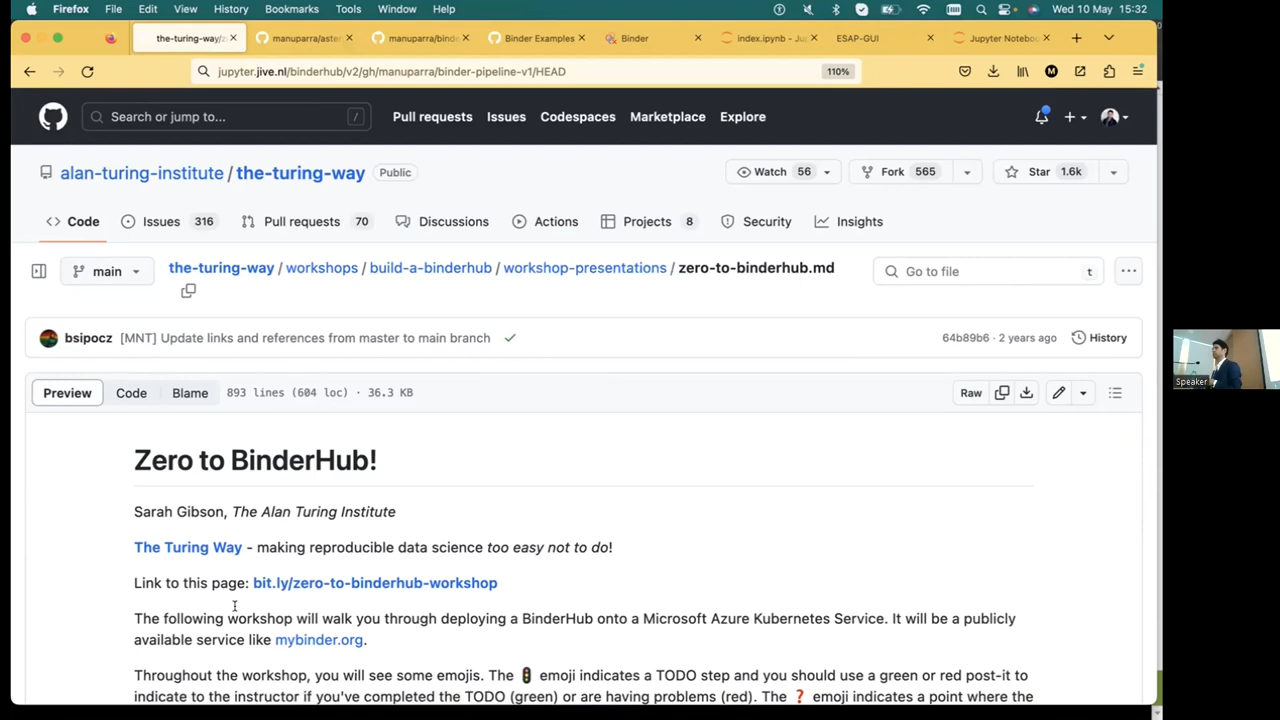 Firefox File Edit View History Bookmarks Tools Window Help Wed 10 May 15:32
the-turing-way/z manuparra/aste manuparra/binde Binder Examples Binder index.ipynb - Ju ESAP-GUI Jupyter Noteboo
jupyter.jive.nl/binderhub/v2/gh/manuparra/binder-pipeline-v1/HEAD 110%
Search or jump to... / Pull requests Issues Codespaces Marketplace Explore
alan-turing-institute / the-turing-way Public Watch 56 Fork 565 Star 1.6k
Code Issues 316 Pull requests 70 Discussions Actions Projects 8 Security Insights
main the-turing-way / workshops / build-a-binderhub / workshop-presentations / zero-to-binderhub.md Go to file t
bsipocz [MNT] Update links and references from master to main branch 64b89b6 · 2 years ago History
Preview Code Blame 893 lines (604 loc) · 36.3 KB Raw
Zero to BinderHub!
Sarah Gibson, The Alan Turing Institute
The Turing Way - making reproducible data science too easy not to do!
Link to this page: bit.ly/zero-to-binderhub-workshop
The following workshop will walk you through deploying a BinderHub onto a Microsoft Azure Kubernetes Service. It will be a publicly
available service like mybinder.org.
Throughout the workshop, you will see some emojis. The 🚦 emoji indicates a TODO step and you should use a green or red post-it to
indicate to the instructor if you've completed the TODO (green) or are having problems (red). The ❓ emoji indicates a point where the
Speaker